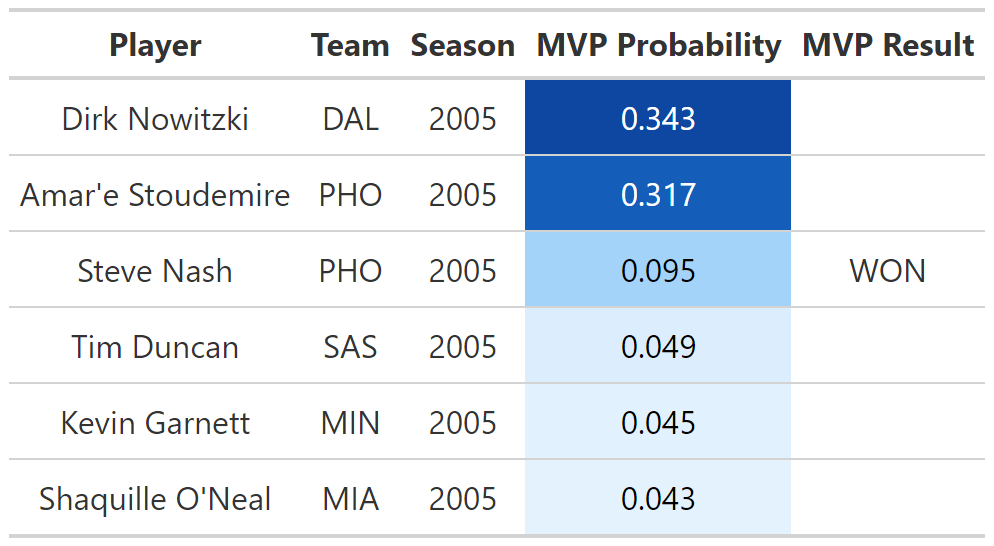 Player Team Season MVP Probability MVP Result
Dirk Nowitzki DAL 2005 0.343
Amar'e Stoudemire PHO 2005 0.317
Steve Nash PHO 2005 0.095 WON
Tim Duncan SAS 2005 0.049
Kevin Garnett MIN 2005 0.045
Shaquille O'Neal MIA 2005 0.043